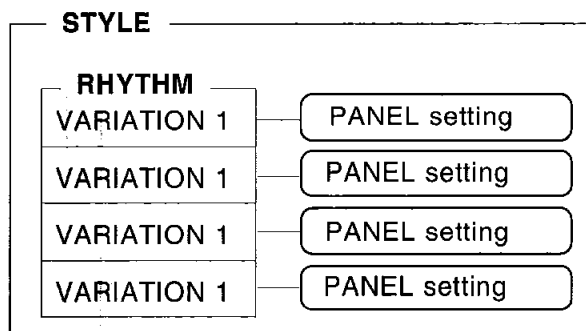 STYLE
RHYTHM
VARIATION 1 PANEL setting
VARIATION 1 PANEL setting
VARIATION 1 PANEL setting
VARIATION 1 PANEL setting